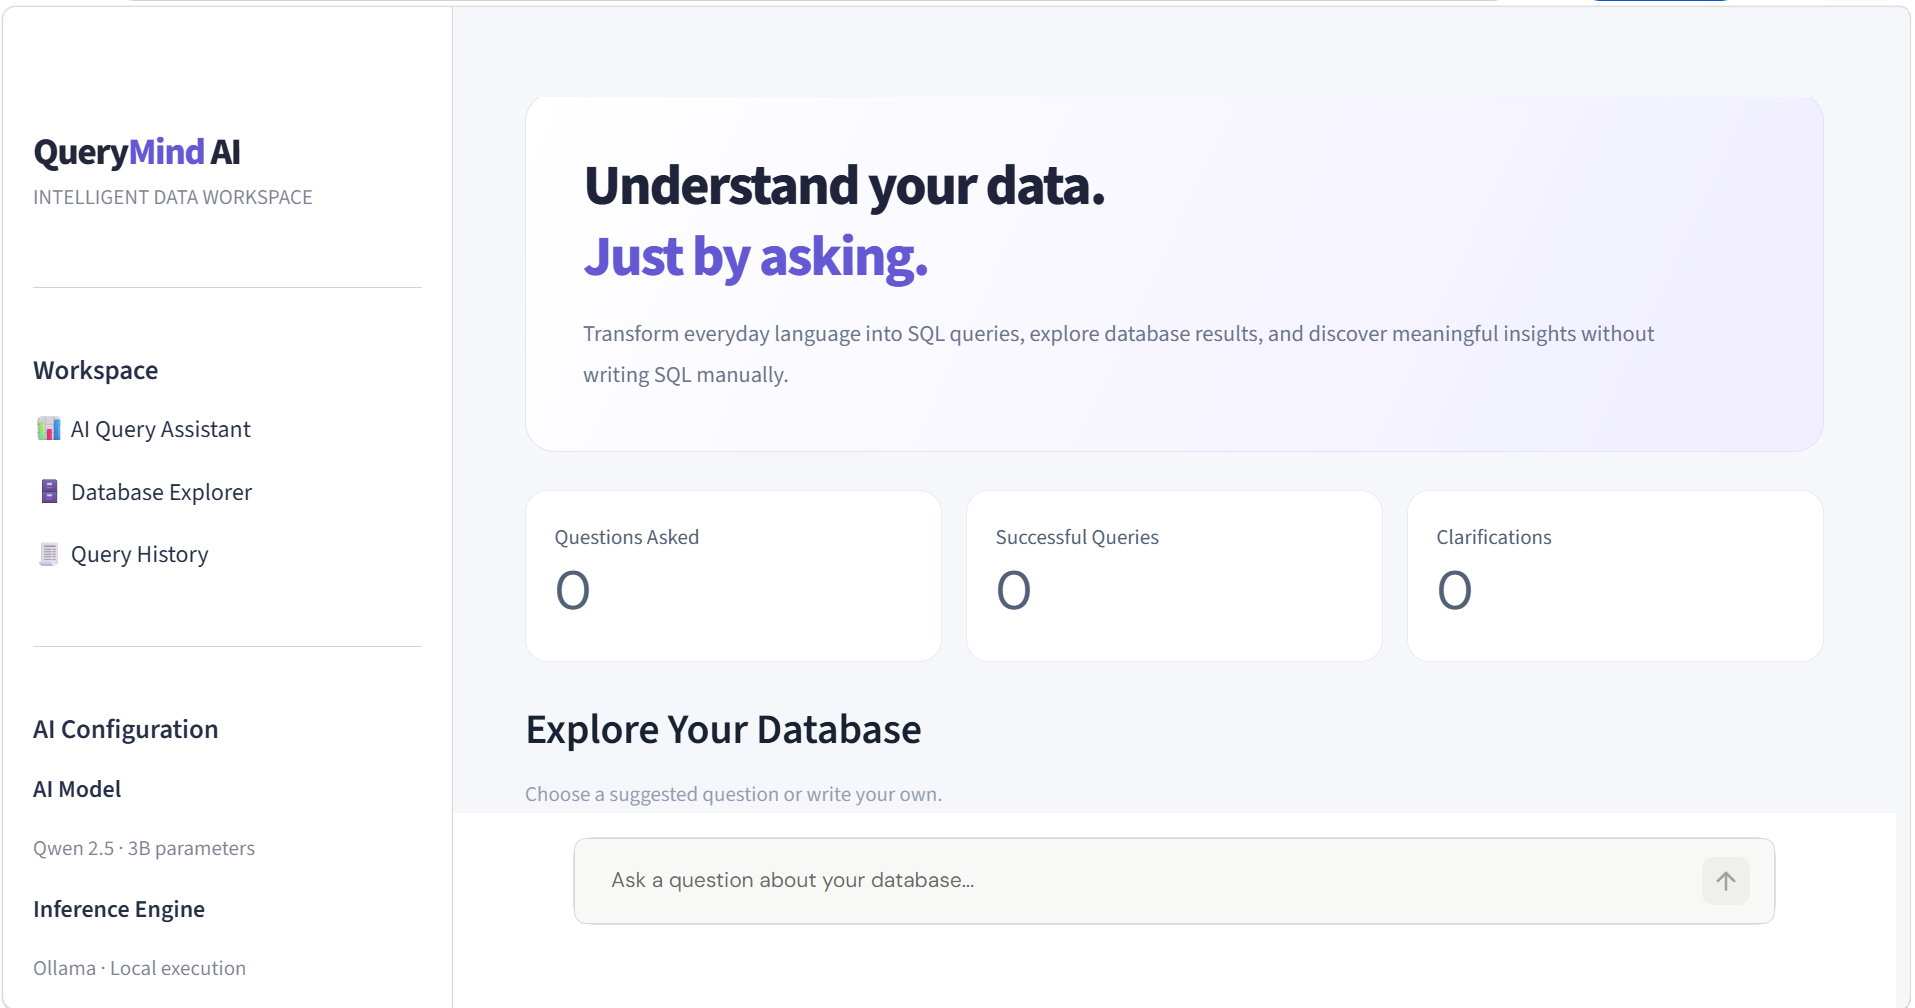 QueryMind AI
INTELLIGENT DATA WORKSPACE
Workspace
AI Query Assistant
Database Explorer
Query History
AI Configuration
AI Model
Qwen 2.5 · 3B parameters
Inference Engine
Ollama · Local execution
Understand your data.
Just by asking.
Transform everyday language into SQL queries, explore database results, and discover meaningful insights without
writing SQL manually.
Questions Asked
0
Successful Queries
0
Clarifications
0
Explore Your Database
Choose a suggested question or write your own.
Ask a question about your database...